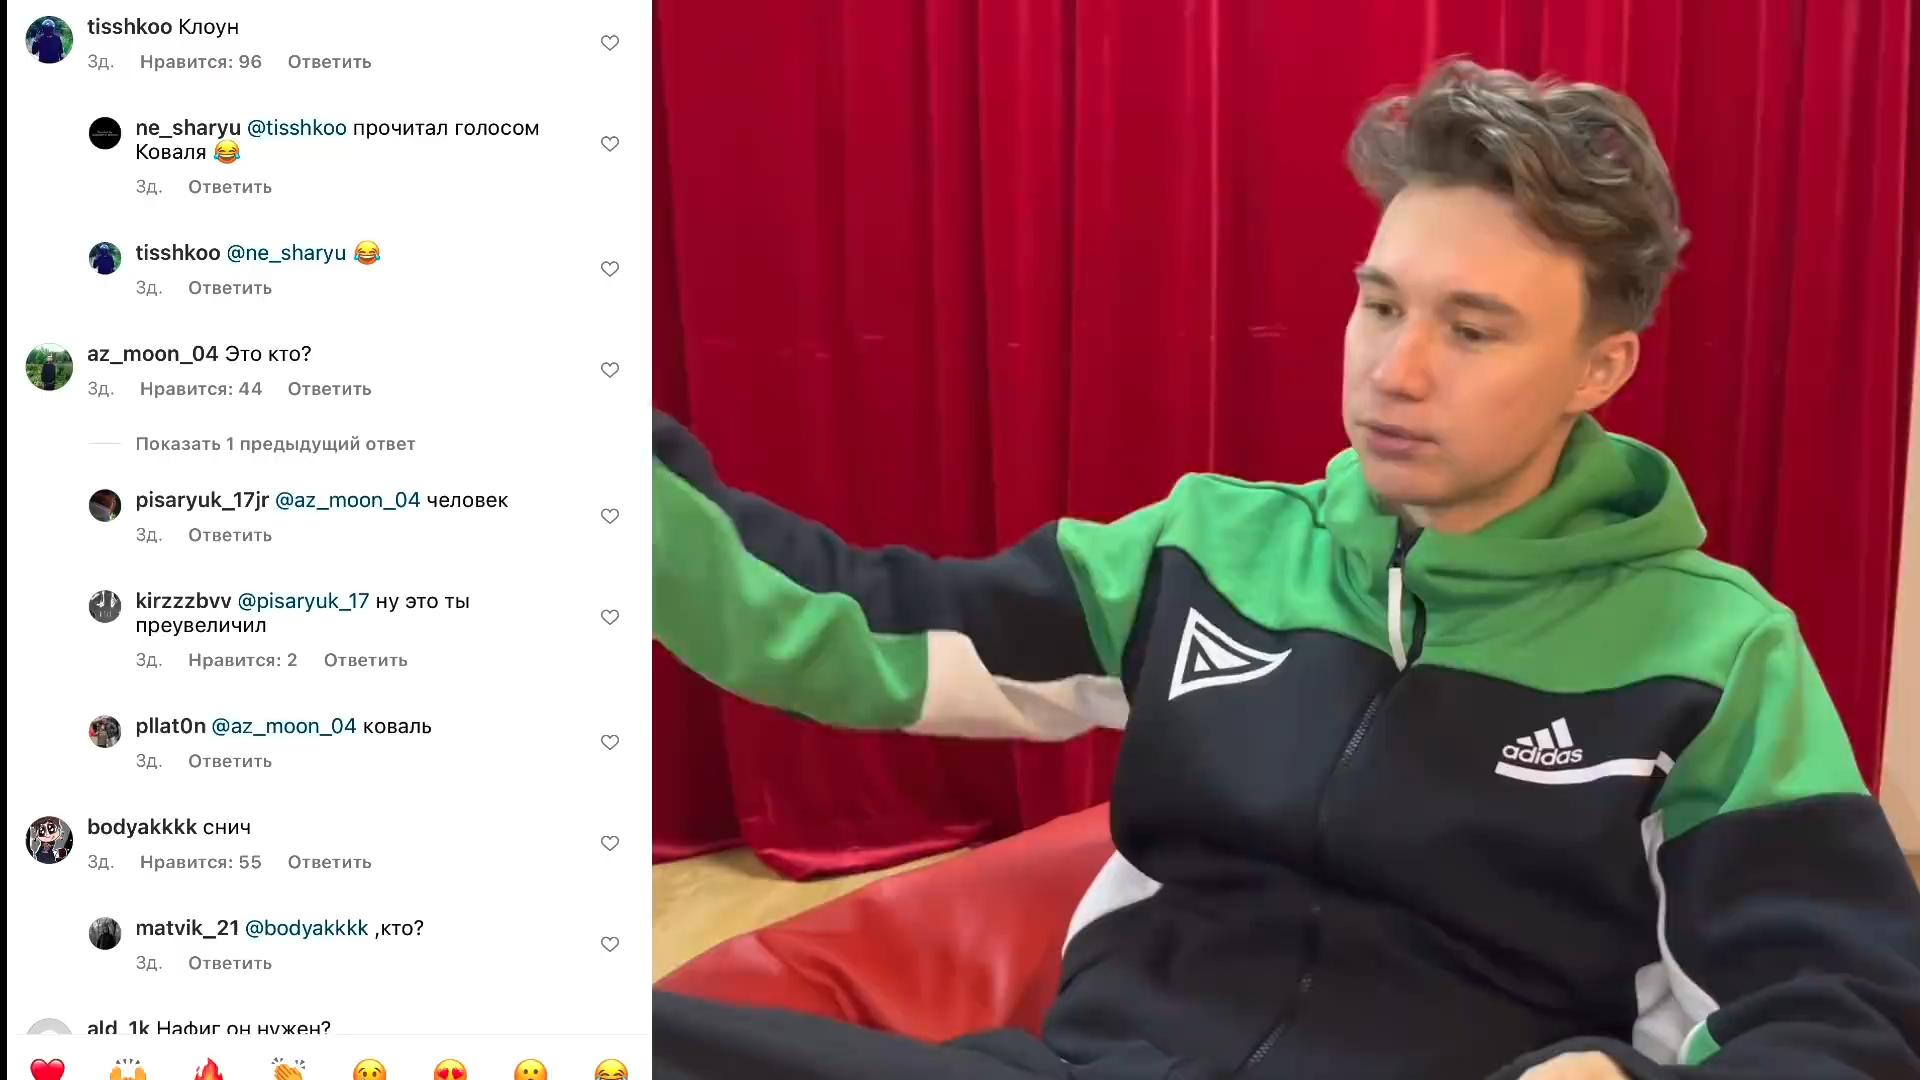 tisshkoo Клоун
3д. Нравится: 96 Ответить
ne_sharyu @tisshkoo прочитал голосом
Коваля 😂
3д. Ответить
tisshkoo @ne_sharyu 😂
3д. Ответить
az_moon_04 Это кто?
3д. Нравится: 44 Ответить
Показать 1 предыдущий ответ
pisaryuk_17jr @az_moon_04 человек
3д. Ответить
kirzzzbvv @pisaryuk_17 ну это ты
преувеличил
3д. Нравится: 2 Ответить
pllat0n @az_moon_04 коваль
3д. Ответить
bodyakkkk снич
3д. Нравится: 55 Ответить
matvik_21 @bodyakkkk ,кто?
3д. Ответить
ald_1k Нафиг он нужен?
adidas